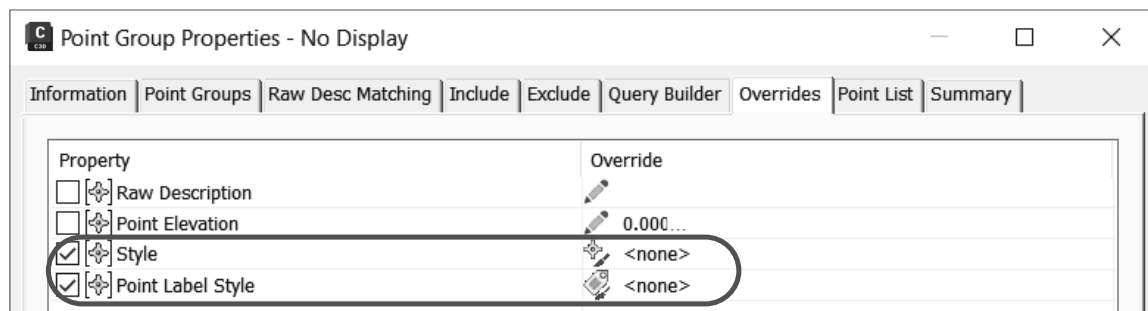 C
C3D
Point Group Properties - No Display
Information Point Groups Raw Desc Matching Include Exclude Query Builder Overrides Point List Summary
Property Override
Raw Description
Point Elevation 0.000...
Style <none>
Point Label Style <none>